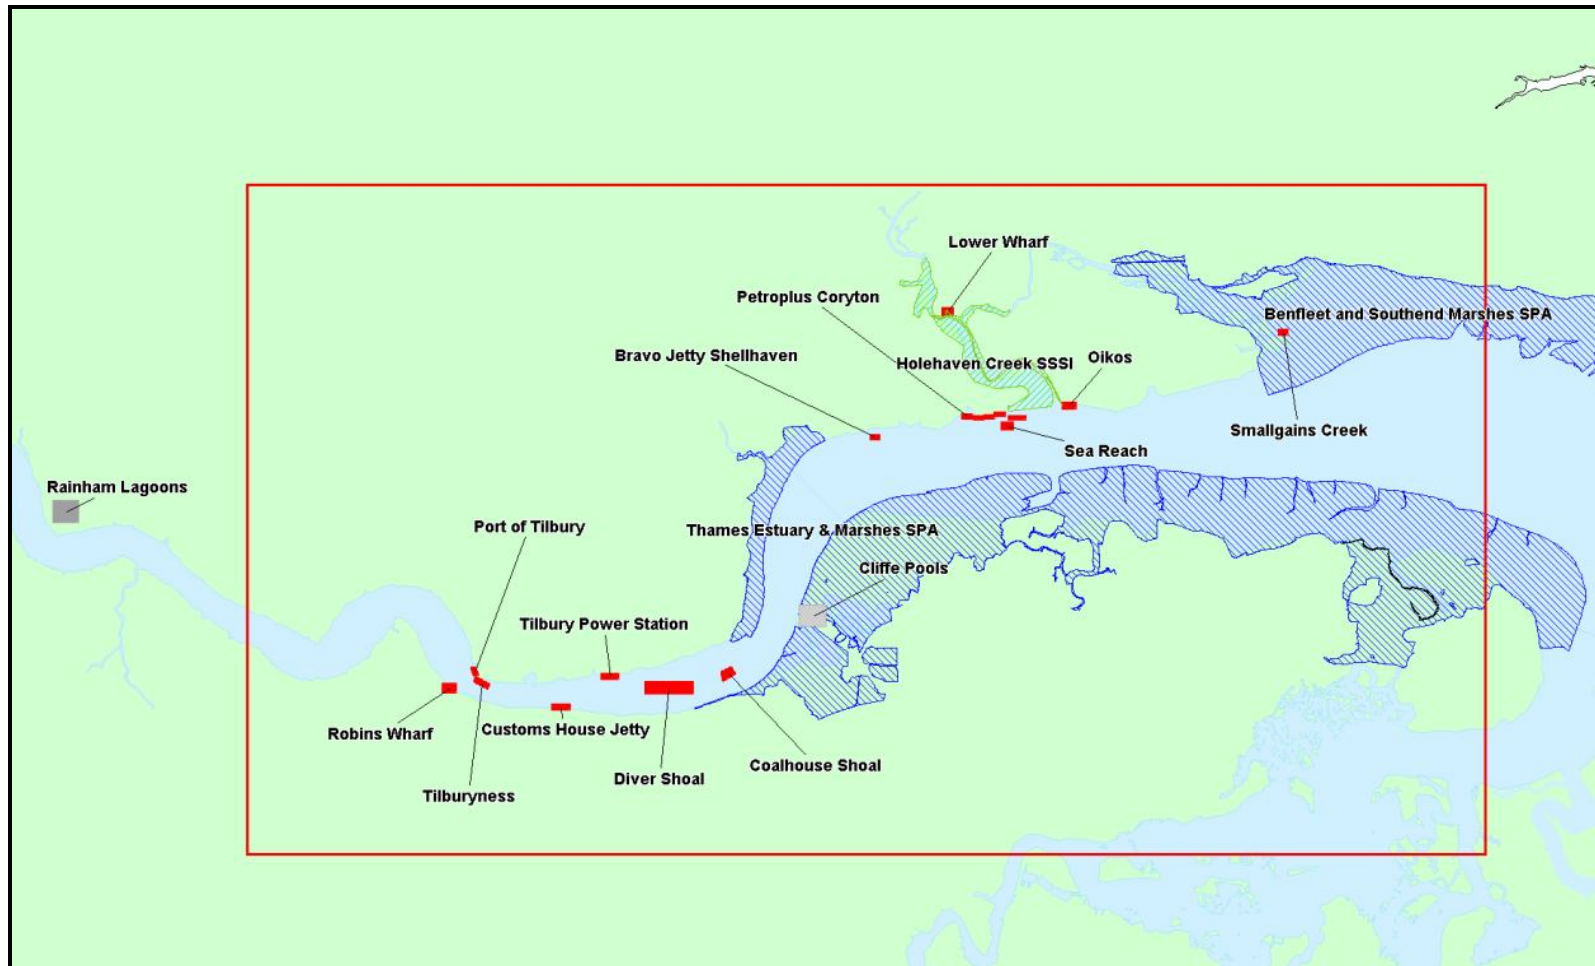 Lower Wharf
Petroplus Coryton
Benfleet and Southend Marshes SPA
Bravo Jetty Shellhaven
Holehaven Creek SSSI
Oikos
Smallgains Creek
Sea Reach
Rainham Lagoons
Port of Tilbury
Thames Estuary & Marshes SPA
Cliffe Pools
Tilbury Power Station
Robins Wharf
Customs House Jetty
Coalhouse Shoal
Diver Shoal
Tilburyness